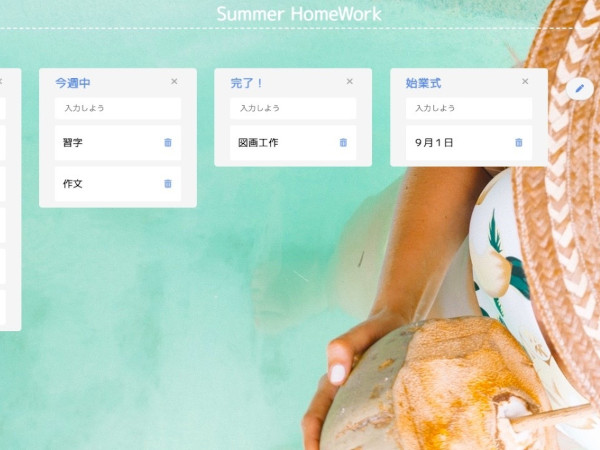 Summer HomeWork
今週中
入力しよう
習字
作文
完了！
入力しよう
図画工作
始業式
入力しよう
９月１日